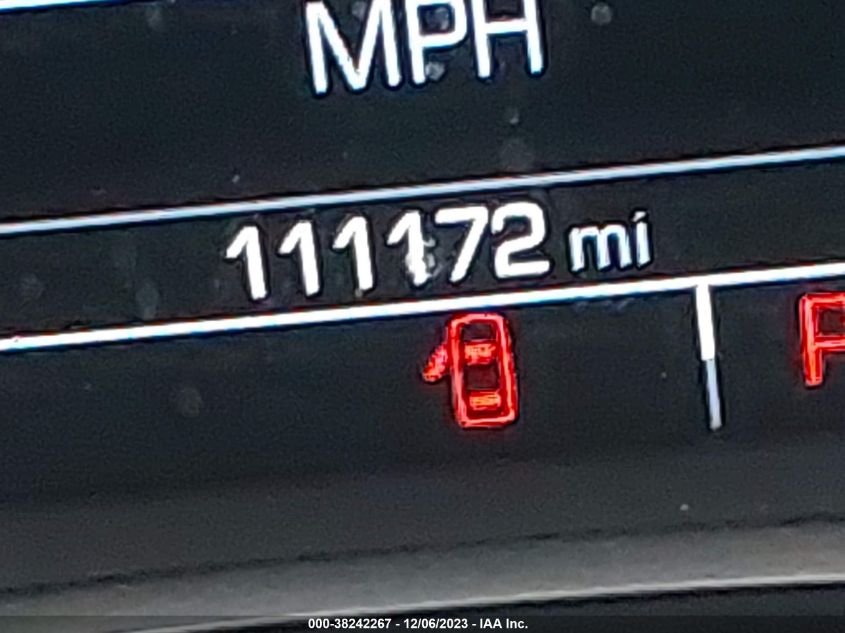 MPH
111172 mi
P
000-38242267 - 12/06/2023 - IAA Inc.